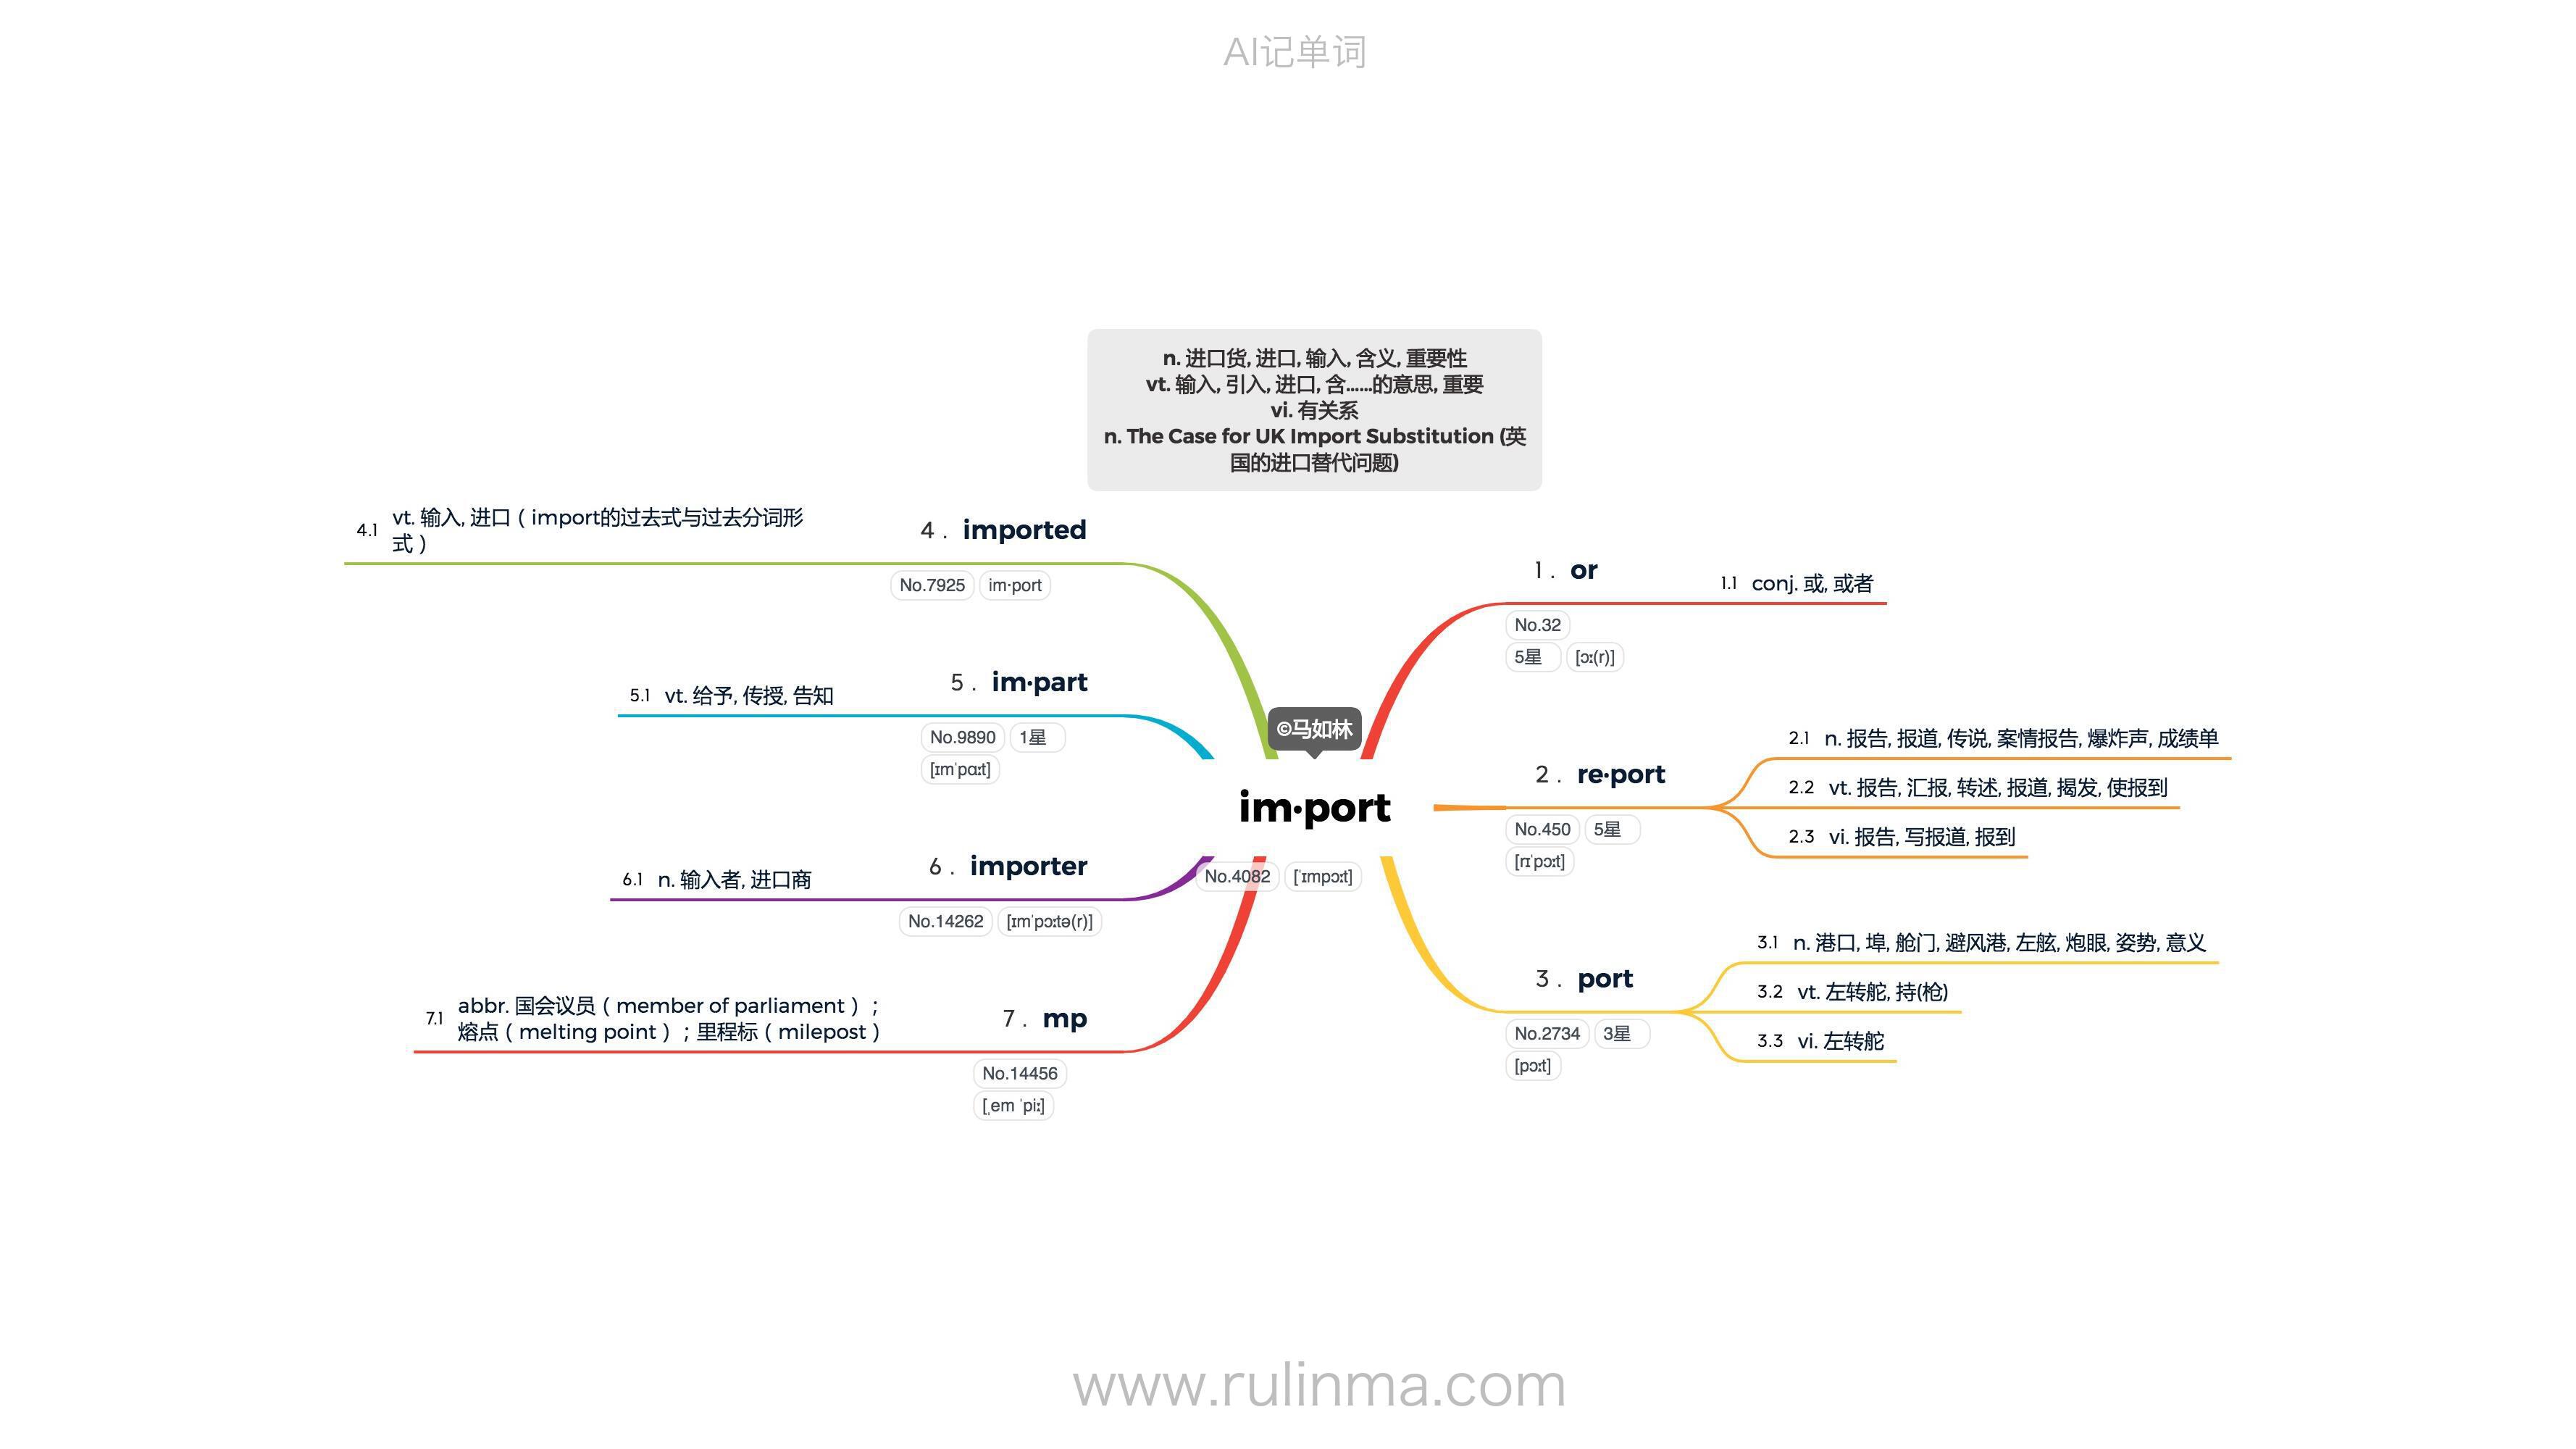 AI记单词
n. 进口货, 进口, 输入, 含义, 重要性
vt. 输入, 引入, 进口, 含......的意思, 重要
vi. 有关系
n. The Case for UK Import Substitution (英
国的进口替代问题)
©马如林
im·port
No.4082 [ˈɪmpɔːt]
1 . or
No.32
5星 [ɔː(r)]
1.1 conj. 或, 或者
2 . re·port
No.450 5星
[rɪˈpɔːt]
2.1 n. 报告, 报道, 传说, 案情报告, 爆炸声, 成绩单
2.2 vt. 报告, 汇报, 转述, 报道, 揭发, 使报到
2.3 vi. 报告, 写报道, 报到
3 . port
No.2734 3星
[pɔːt]
3.1 n. 港口, 埠, 舱门, 避风港, 左舷, 炮眼, 姿势, 意义
3.2 vt. 左转舵, 持(枪)
3.3 vi. 左转舵
4 . imported
No.7925 im·port
4.1 vt. 输入, 进口（import的过去式与过去分词形
式）
5 . im·part
No.9890 1星
[ɪmˈpɑːt]
5.1 vt. 给予, 传授, 告知
6 . importer
No.14262 [ɪmˈpɔːtə(r)]
6.1 n. 输入者, 进口商
7 . mp
No.14456
[ˌem ˈpiː]
7.1 abbr. 国会议员（member of parliament）；
熔点（melting point）；里程标（milepost）
www.rulinma.com